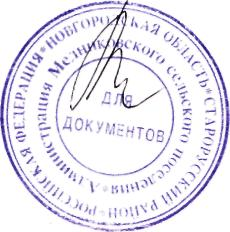 РОССИЙСКАЯ ФЕДЕРАЦИЯ * НОВГОРОДСКАЯ ОБЛАСТЬ * СТАРОРУССКИЙ РАЙОН *
Администрация Медниковского сельского поселения *
ДЛЯ
ДОКУМЕНТОВ